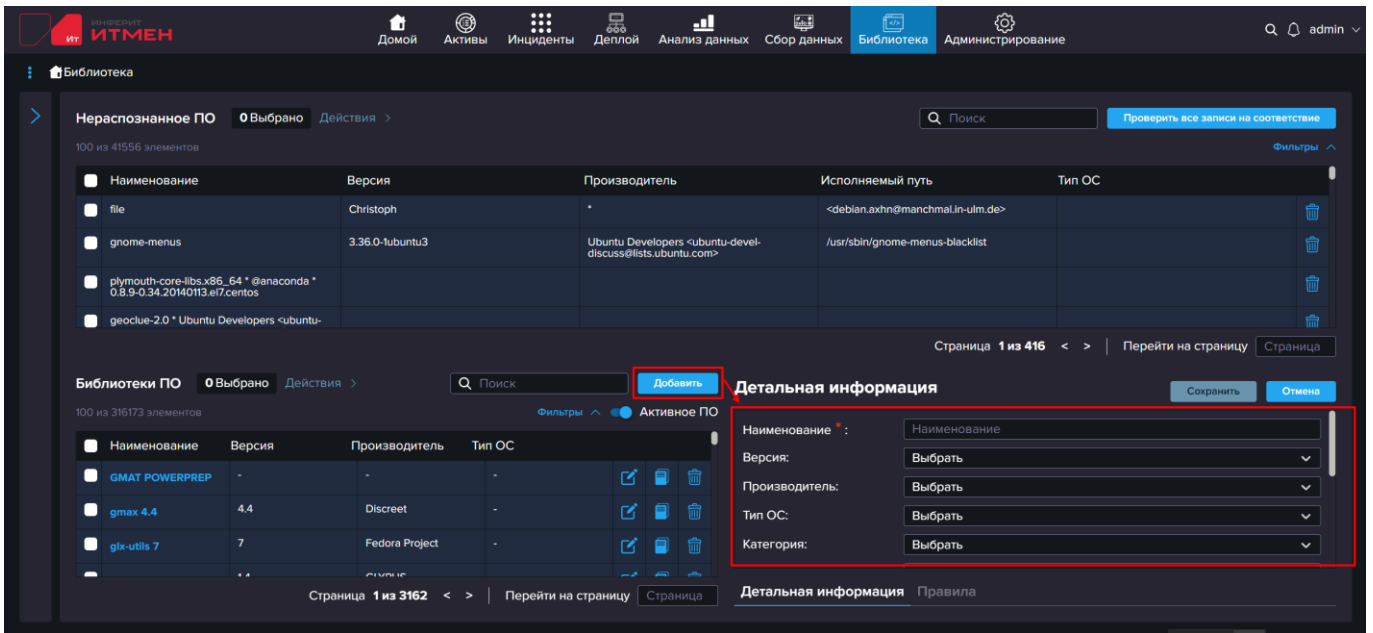 ИНФЕРИТ
ИТМЕН
Ит
Домой Активы Инциденты Деплой Анализ данных Сбор данных Библиотека Администрирование
admin
Библиотека
Нераспознанное ПО 0 Выбрано Действия > Поиск Проверить все записи на соответствие
100 из 41556 элементов Фильтры
Наименование Версия Производитель Исполняемый путь Тип ОС
file Christoph * <debian.axhn@manchmal.in-ulm.de>
gnome-menus 3.36.0-1ubuntu3 Ubuntu Developers <ubuntu-devel- /usr/sbin/gnome-menus-blacklist
discuss@lists.ubuntu.com>
plymouth-core-libs.x86_64 * @anaconda *
0.8.9-0.34.20140113.el7.centos
geoclue-2.0 * Ubuntu Developers <ubuntu-
Страница 1 из 416 < > | Перейти на страницу Страница
Библиотеки ПО 0 Выбрано Действия > Поиск Добавить
100 из 316173 элементов Фильтры Активное ПО
Наименование Версия Производитель Тип ОС
GMAT POWERPREP - - -
gmax 4.4 4.4 Discreet -
glx-utils 7 7 Fedora Project -
Страница 1 из 3162 < > | Перейти на страницу Страница
Детальная информация Сохранить Отмена
Наименование * : Наименование
Версия: Выбрать
Производитель: Выбрать
Тип ОС: Выбрать
Категория: Выбрать
Детальная информация Правила